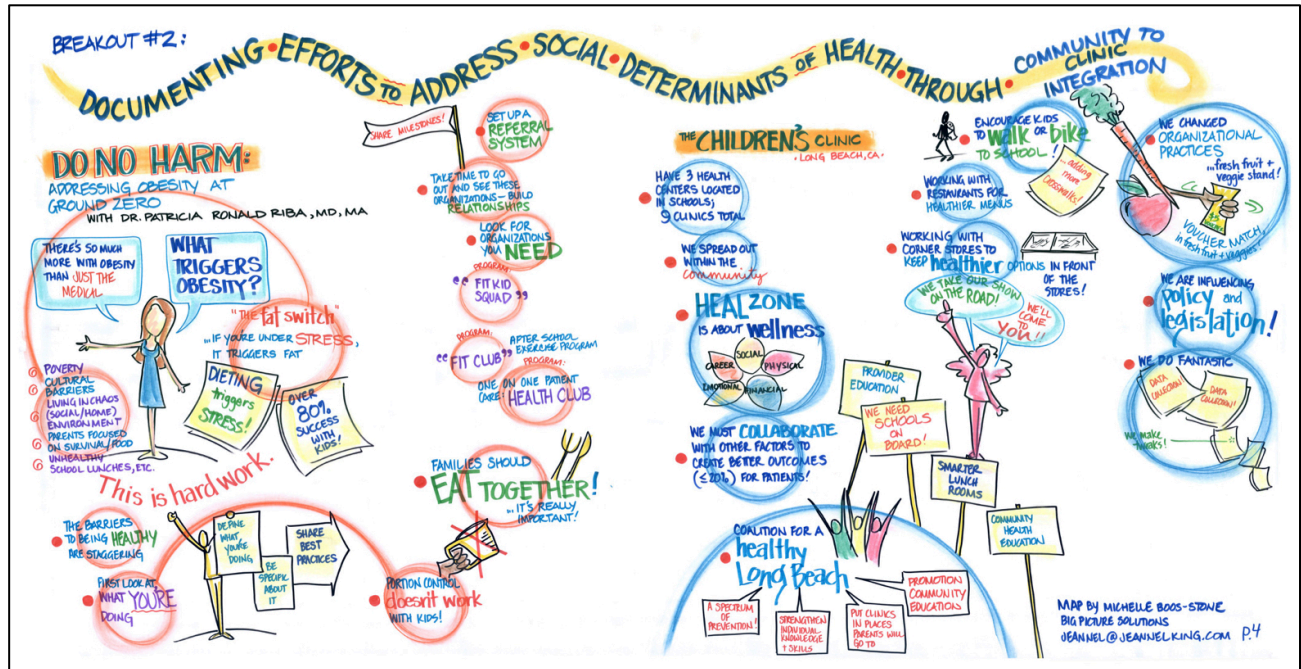 BREAKOUT #2:
DOCUMENTING • EFFORTS TO ADDRESS • SOCIAL • DETERMINANTS OF HEALTH • THROUGH •
COMMUNITY TO
CLINIC
INTEGRATION
DO NO HARM:
ADDRESSING OBESITY AT
GROUND ZERO
WITH DR. PATRICIA RONALD RIBA, MD, MA
THERE'S SO MUCH
MORE WITH OBESITY
THAN JUST THE
MEDICAL
WHAT
TRIGGERS
OBESITY?
"THE fat switch"
...IF YOU'RE UNDER STRESS,
IT TRIGGERS FAT
POVERTY
CULTURAL
BARRIERS
LIVING IN CHAOS
(SOCIAL/HOME)
ENVIRONMENT
PARENTS FOCUSED
ON SURVIVAL/FOOD
UNHEALTHY
SCHOOL LUNCHES, ETC.
DIETING
triggers
STRESS!
OVER
80%
SUCCESS
WITH
KIDS!
This is hard work.
THE BARRIERS
TO BEING HEALTHY
ARE STAGGERING
FIRST LOOK AT
WHAT YOU'RE
DOING
DEFINE
WHAT
YOU'RE
DOING
BE
SPECIFIC
ABOUT
IT
SHARE
BEST
PRACTICES
SHARE MILESTONES!
SET UP A
REFERRAL
SYSTEM
TAKE TIME TO GO
OUT AND SEE THESE
ORGANIZATIONS - BUILD
RELATIONSHIPS
LOOK FOR
ORGANIZATIONS
YOU NEED
PROGRAM:
"FIT KID
SQUAD"
PROGRAM:
"FIT CLUB"
AFTER SCHOOL
EXERCISE PROGRAM
PROGRAM:
ONE ON ONE PATIENT
CARE: HEALTH CLUB
FAMILIES SHOULD
EAT TOGETHER!
...IT'S REALLY
IMPORTANT!
PORTION CONTROL
doesn't work
WITH KIDS!
THE CHILDREN'S CLINIC
• LONG BEACH, CA •
HAVE 3 HEALTH
CENTERS LOCATED
IN SCHOOLS;
9 CLINICS TOTAL
WE SPREAD OUT
WITHIN THE
community
HEAL ZONE
IS ABOUT wellness
SOCIAL
CAREER
PHYSICAL
EMOTIONAL
FINANCIAL
WE MUST COLLABORATE
WITH OTHER FACTORS TO
CREATE BETTER OUTCOMES
(≤20%) FOR PATIENTS!
COALITION FOR A
healthy
Long Beach
A SPECTRUM
OF
PREVENTION!
STRENGTHEN
INDIVIDUAL
KNOWLEDGE
+ SKILLS
PUT CLINICS
IN PLACES
PARENTS WILL
GO TO
PROMOTION
COMMUNITY
EDUCATION
ENCOURAGE KIDS
TO walk OR bike
TO SCHOOL!
...adding
more
crosswalks!
WORKING WITH
RESTAURANTS FOR
HEALTHIER MENUS
WORKING WITH
CORNER STORES TO
KEEP healthier OPTIONS IN FRONT
OF THE
STORES!
WE TAKE OUR SHOW
ON THE ROAD!
WE'LL
COME
TO
YOU!!
PROVIDER
EDUCATION
WE NEED
SCHOOLS
ON
BOARD!
SMARTER
LUNCH
ROOMS
COMMUNITY
HEALTH
EDUCATION
WE CHANGED
ORGANIZATIONAL
PRACTICES
...fresh fruit +
veggie stand!
VOUCHER MATCH,
in fresh fruit + veggies!
WE ARE INFLUENCING
policy and
legislation!
WE DO FANTASTIC
DATA
COLLECTION!
DATA
COLLECTION!
We make
tweaks!
MAP BY MICHELLE BOOS-STONE
BIG PICTURE SOLUTIONS
JEANNEL@JEANNELKING.COM P.4